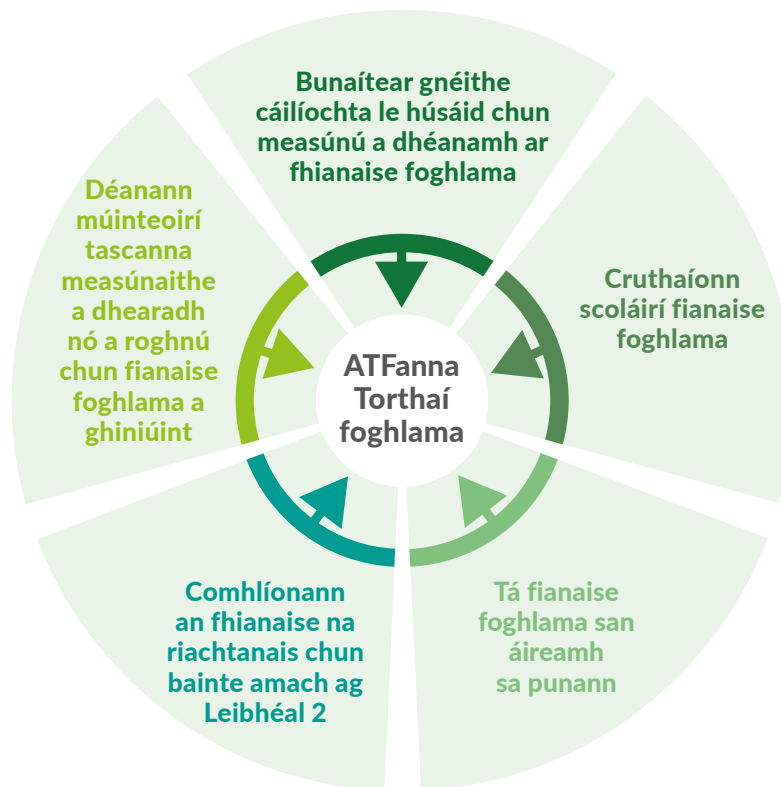 Bunaítear gnéithe
cáilíochta le húsáid chun
measúnú a dhéanamh ar
fhianaise foghlama
Cruthaíonn
scoláirí fianaise
foghlama
Tá fianaise
foghlama san
áireamh
sa punann
Comhlíonann
an fhianaise na
riachtanais chun
bainte amach ag
Leibhéal 2
Déanann
múinteoirí
tascanna
measúnaithe
a dhearadh
nó a roghnú
chun fianaise
foghlama a
ghiniúint
ATFanna
Torthaí
foghlama